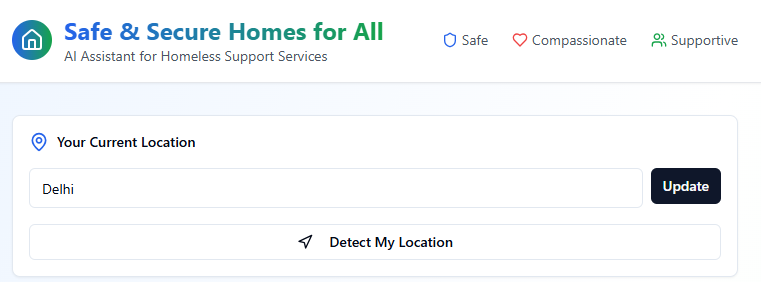 Safe & Secure Homes for All
AI Assistant for Homeless Support Services
Safe
Compassionate
Supportive
Your Current Location
Delhi
Update
Detect My Location